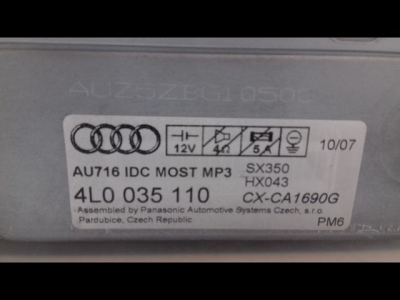 12V 4Ω 5A
10/07
AU716 IDC MOST MP3 SX350
HX043
4L0 035 110 CX-CA1690G
Assembled by Panasonic Automotive Systems Czech, s.r.o.
Pardubice, Czech Republic
PM6